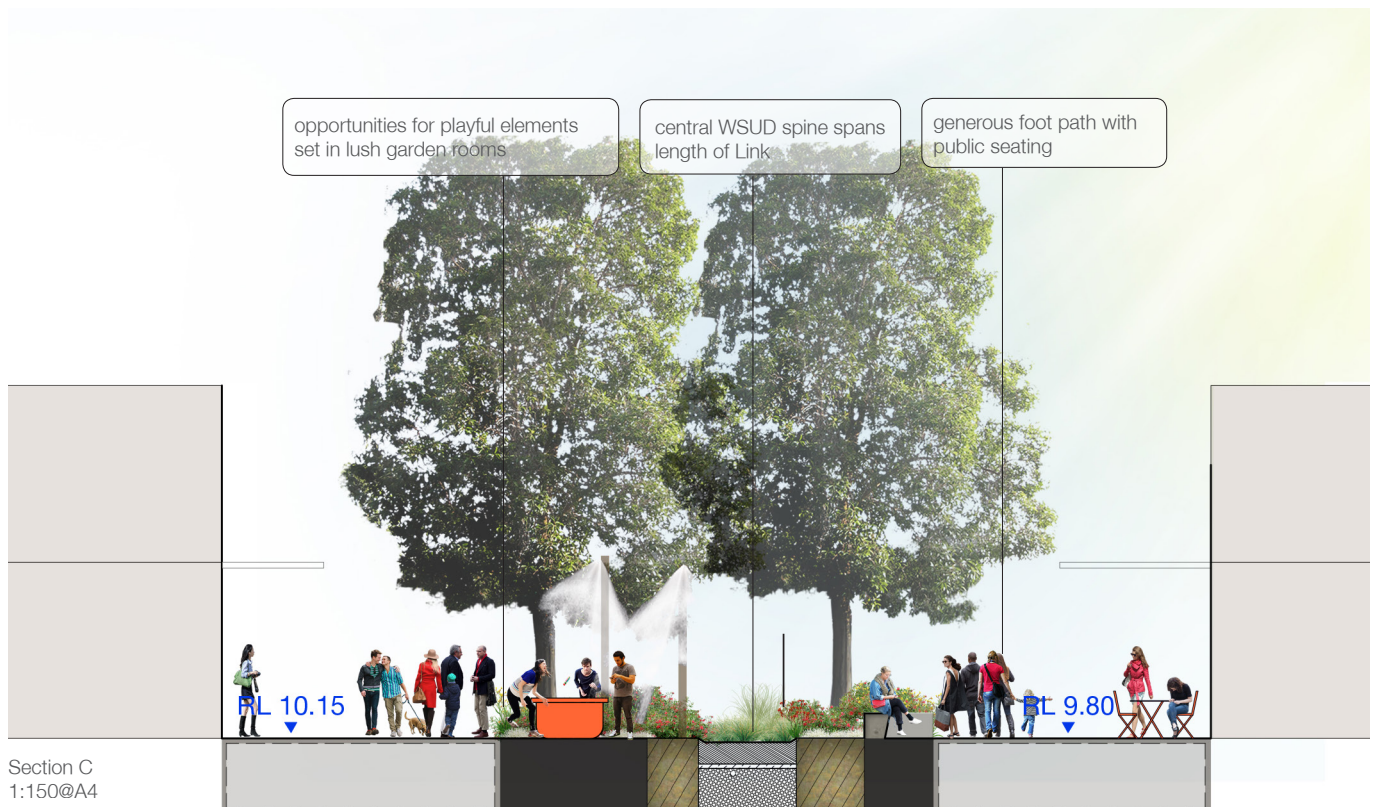 opportunities for playful elements
set in lush garden rooms
central WSUD spine spans
length of Link
generous foot path with
public seating
RL 10.15
RL 9.80
Section C
1:150@A4